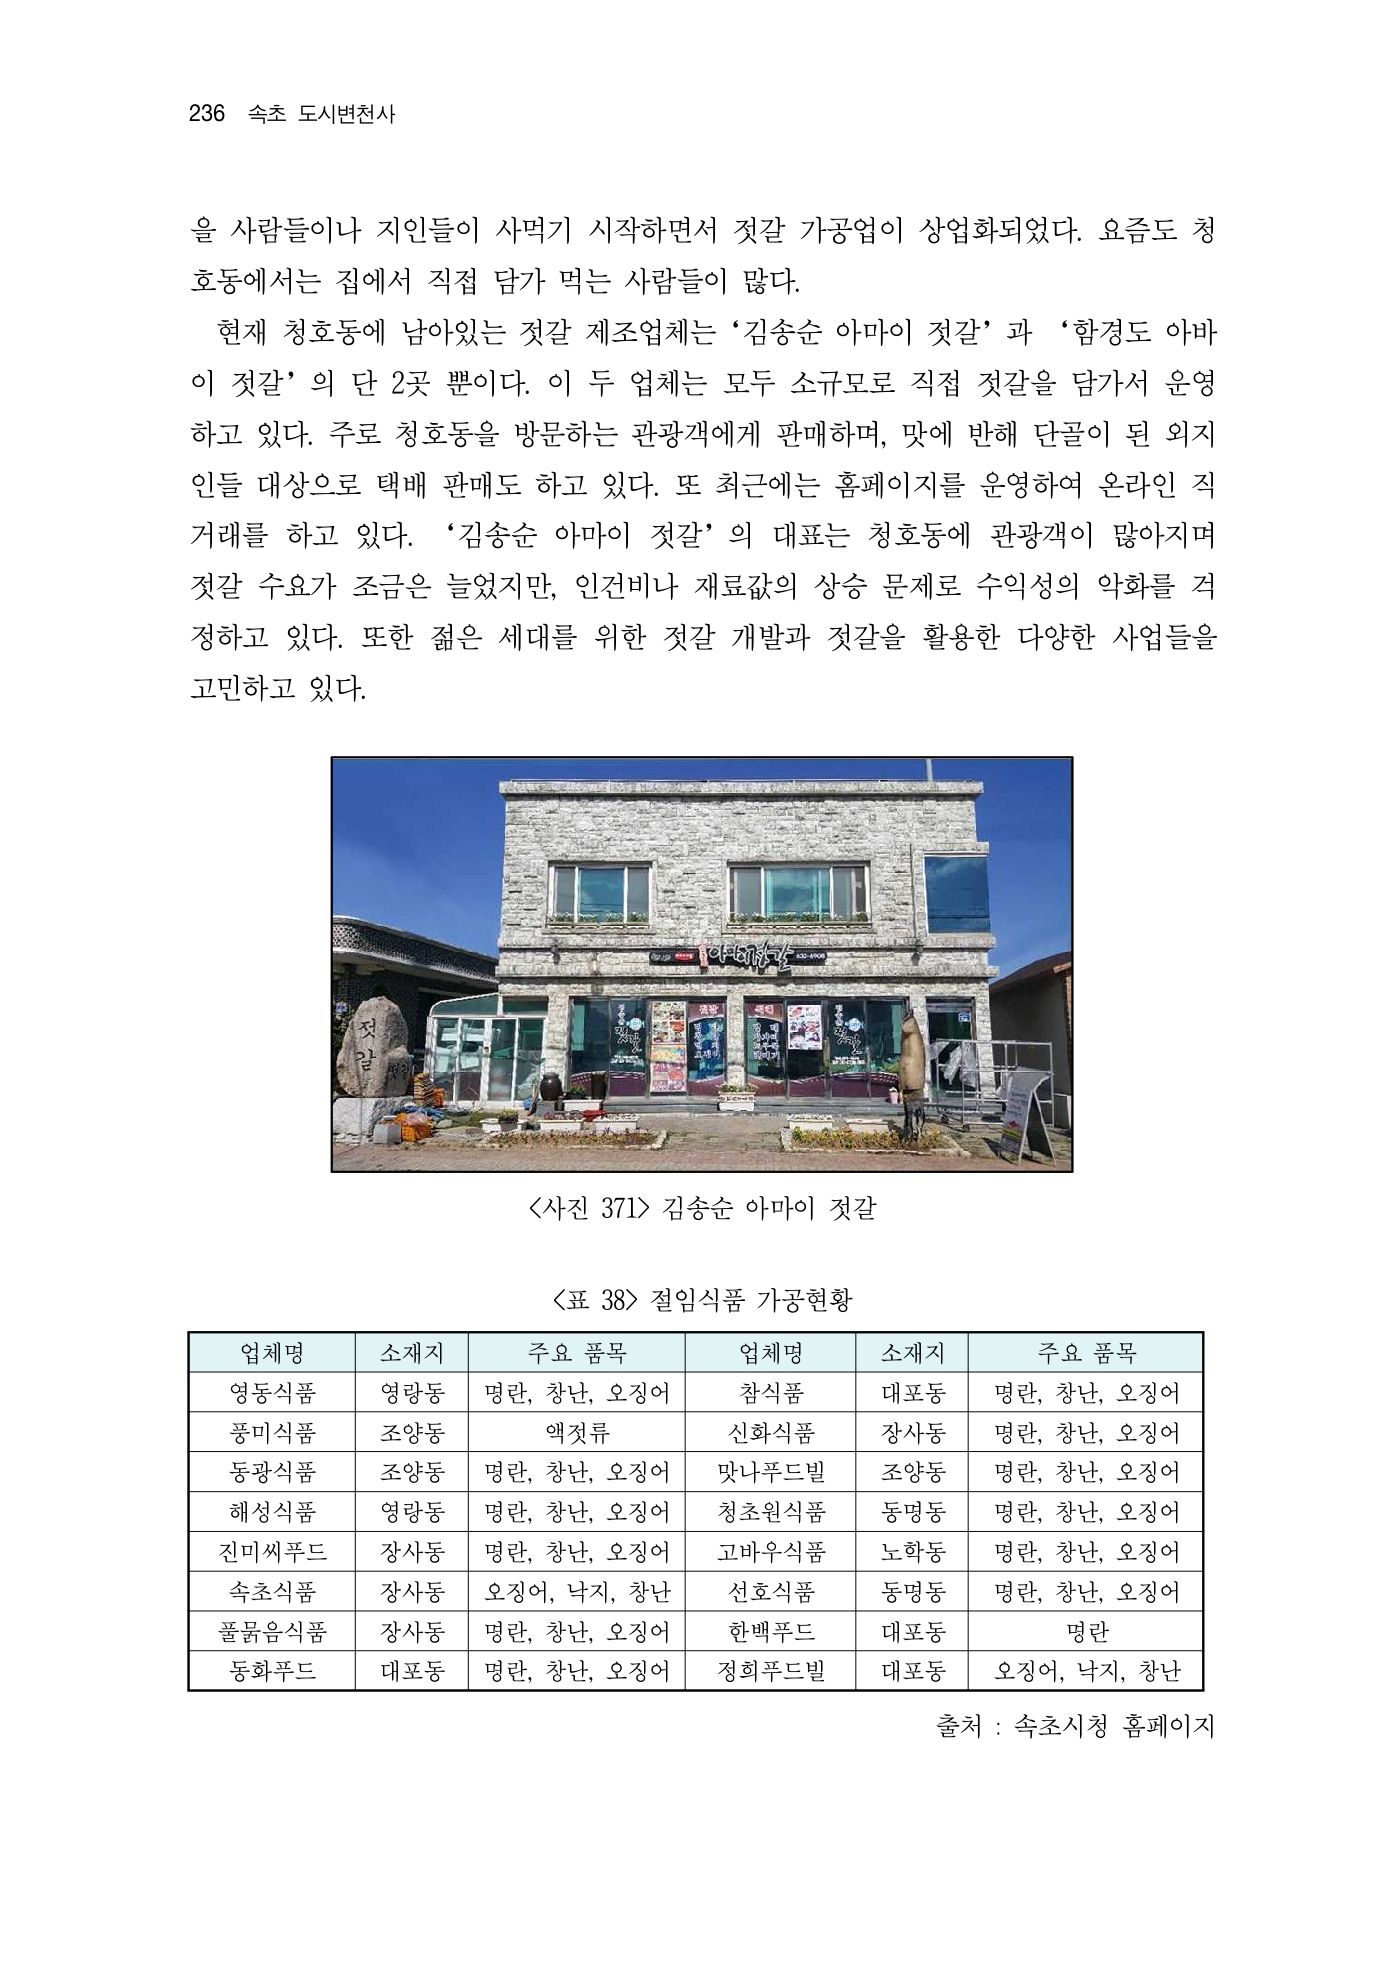 236 속초 도시변천사
을 사람들이나 지인들이 사먹기 시작하면서 젓갈 가공업이 상업화되었다. 요즘도 청
호동에서는 집에서 직접 담가 먹는 사람들이 많다.
현재 청호동에 남아있는 젓갈 제조업체는 ‘김송순 아마이 젓갈’과 ‘함경도 아바
이 젓갈’의 단 2곳 뿐이다. 이 두 업체는 모두 소규모로 직접 젓갈을 담가서 운영
하고 있다. 주로 청호동을 방문하는 관광객에게 판매하며, 맛에 반해 단골이 된 외지
인들 대상으로 택배 판매도 하고 있다. 또 최근에는 홈페이지를 운영하여 온라인 직
거래를 하고 있다. ‘김송순 아마이 젓갈’의 대표는 청호동에 관광객이 많아지며
젓갈 수요가 조금은 늘었지만, 인건비나 재료값의 상승 문제로 수익성의 악화를 걱
정하고 있다. 또한 젊은 세대를 위한 젓갈 개발과 젓갈을 활용한 다양한 사업들을
고민하고 있다.
아마이젓갈 632-6908
젓갈
젓갈
젓갈
<사진 371> 김송순 아마이 젓갈
<표 38> 절임식품 가공현황
업체명 소재지 주요 품목 업체명 소재지 주요 품목
영동식품 영랑동 명란, 창난, 오징어 참식품 대포동 명란, 창난, 오징어
풍미식품 조양동 액젓류 신화식품 장사동 명란, 창난, 오징어
동광식품 조양동 명란, 창난, 오징어 맛나푸드빌 조양동 명란, 창난, 오징어
해성식품 영랑동 명란, 창난, 오징어 청초원식품 동명동 명란, 창난, 오징어
진미씨푸드 장사동 명란, 창난, 오징어 고바우식품 노학동 명란, 창난, 오징어
속초식품 장사동 오징어, 낙지, 창난 선호식품 동명동 명란, 창난, 오징어
풀묽음식품 장사동 명란, 창난, 오징어 한백푸드 대포동 명란
동화푸드 대포동 명란, 창난, 오징어 정희푸드빌 대포동 오징어, 낙지, 창난
출처 : 속초시청 홈페이지